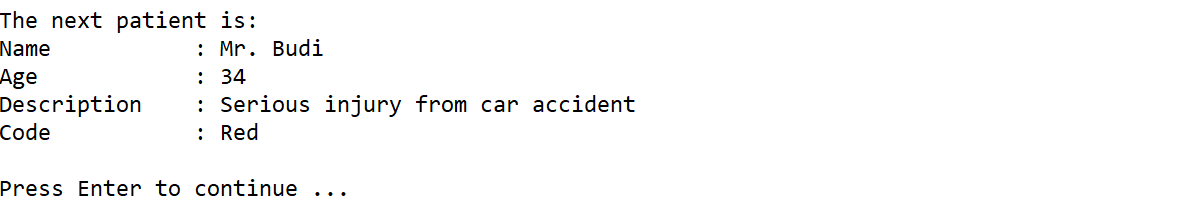 The next patient is:
Name           : Mr. Budi
Age            : 34
Description    : Serious injury from car accident
Code           : Red

Press Enter to continue ...